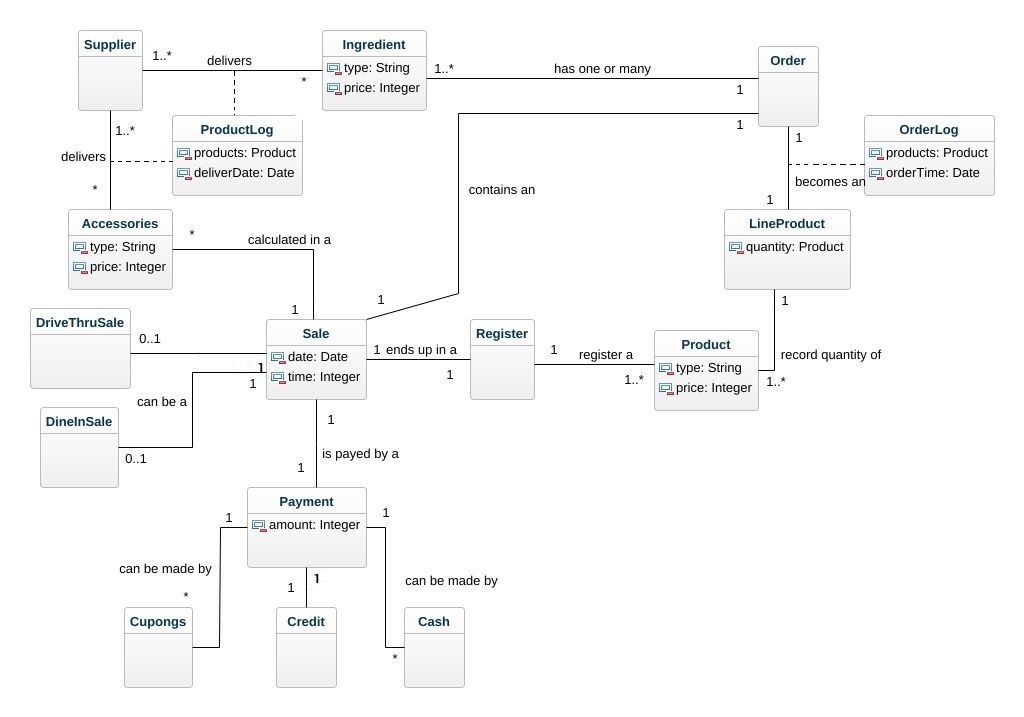 Supplier
1..*
delivers
*
Ingredient
type: String
price: Integer
1..*
has one or many
1
Order
1
1
1..*
delivers
*
ProductLog
products: Product
deliverDate: Date
OrderLog
products: Product
orderTime: Date
becomes an
1
contains an
1
Accessories
type: String
price: Integer
*
calculated in a
1
LineProduct
quantity: Product
1
record quantity of
1..*
DriveThruSale
0..1
1
1
Sale
date: Date
time: Integer
1
ends up in a
1
Register
1
register a
1..*
Product
type: String
price: Integer
can be a
DineInSale
0..1
1
is payed by a
1
Payment
amount: Integer
1
1
can be made by
*
1
1
can be made by
*
Cupongs
Credit
Cash